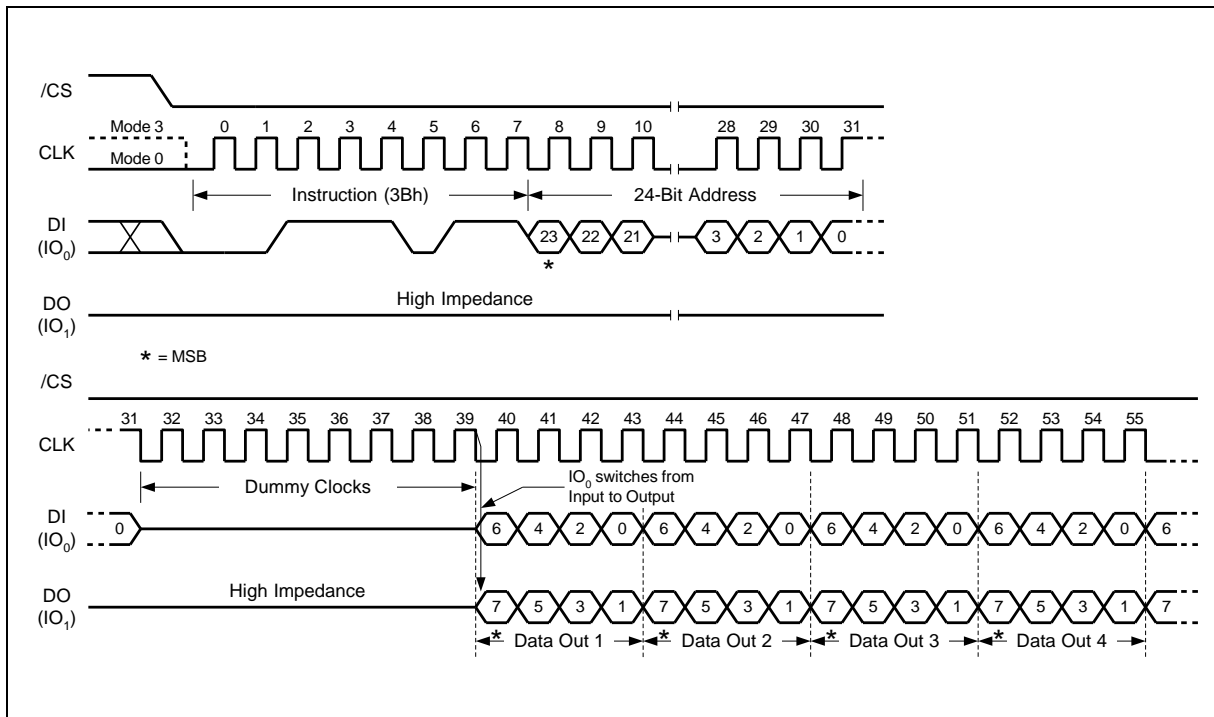 /CS
Mode 3
0 1 2 3 4 5 6 7 8 9 10 28 29 30 31
CLK
Mode 0
Instruction (3Bh)
24-Bit Address
DI
(IO0)
23 22 21 3 2 1 0
*
DO
(IO1)
High Impedance
* = MSB
/CS
31 32 33 34 35 36 37 38 39 40 41 42 43 44 45 46 47 48 49 50 51 52 53 54 55
CLK
Dummy Clocks
IO0 switches from
Input to Output
DI
(IO0)
0 6 4 2 0 6 4 2 0 6 4 2 0 6 4 2 0 6
DO
(IO1)
High Impedance
7 5 3 1 7 5 3 1 7 5 3 1 7 5 3 1 7
* Data Out 1 * Data Out 2 * Data Out 3 * Data Out 4